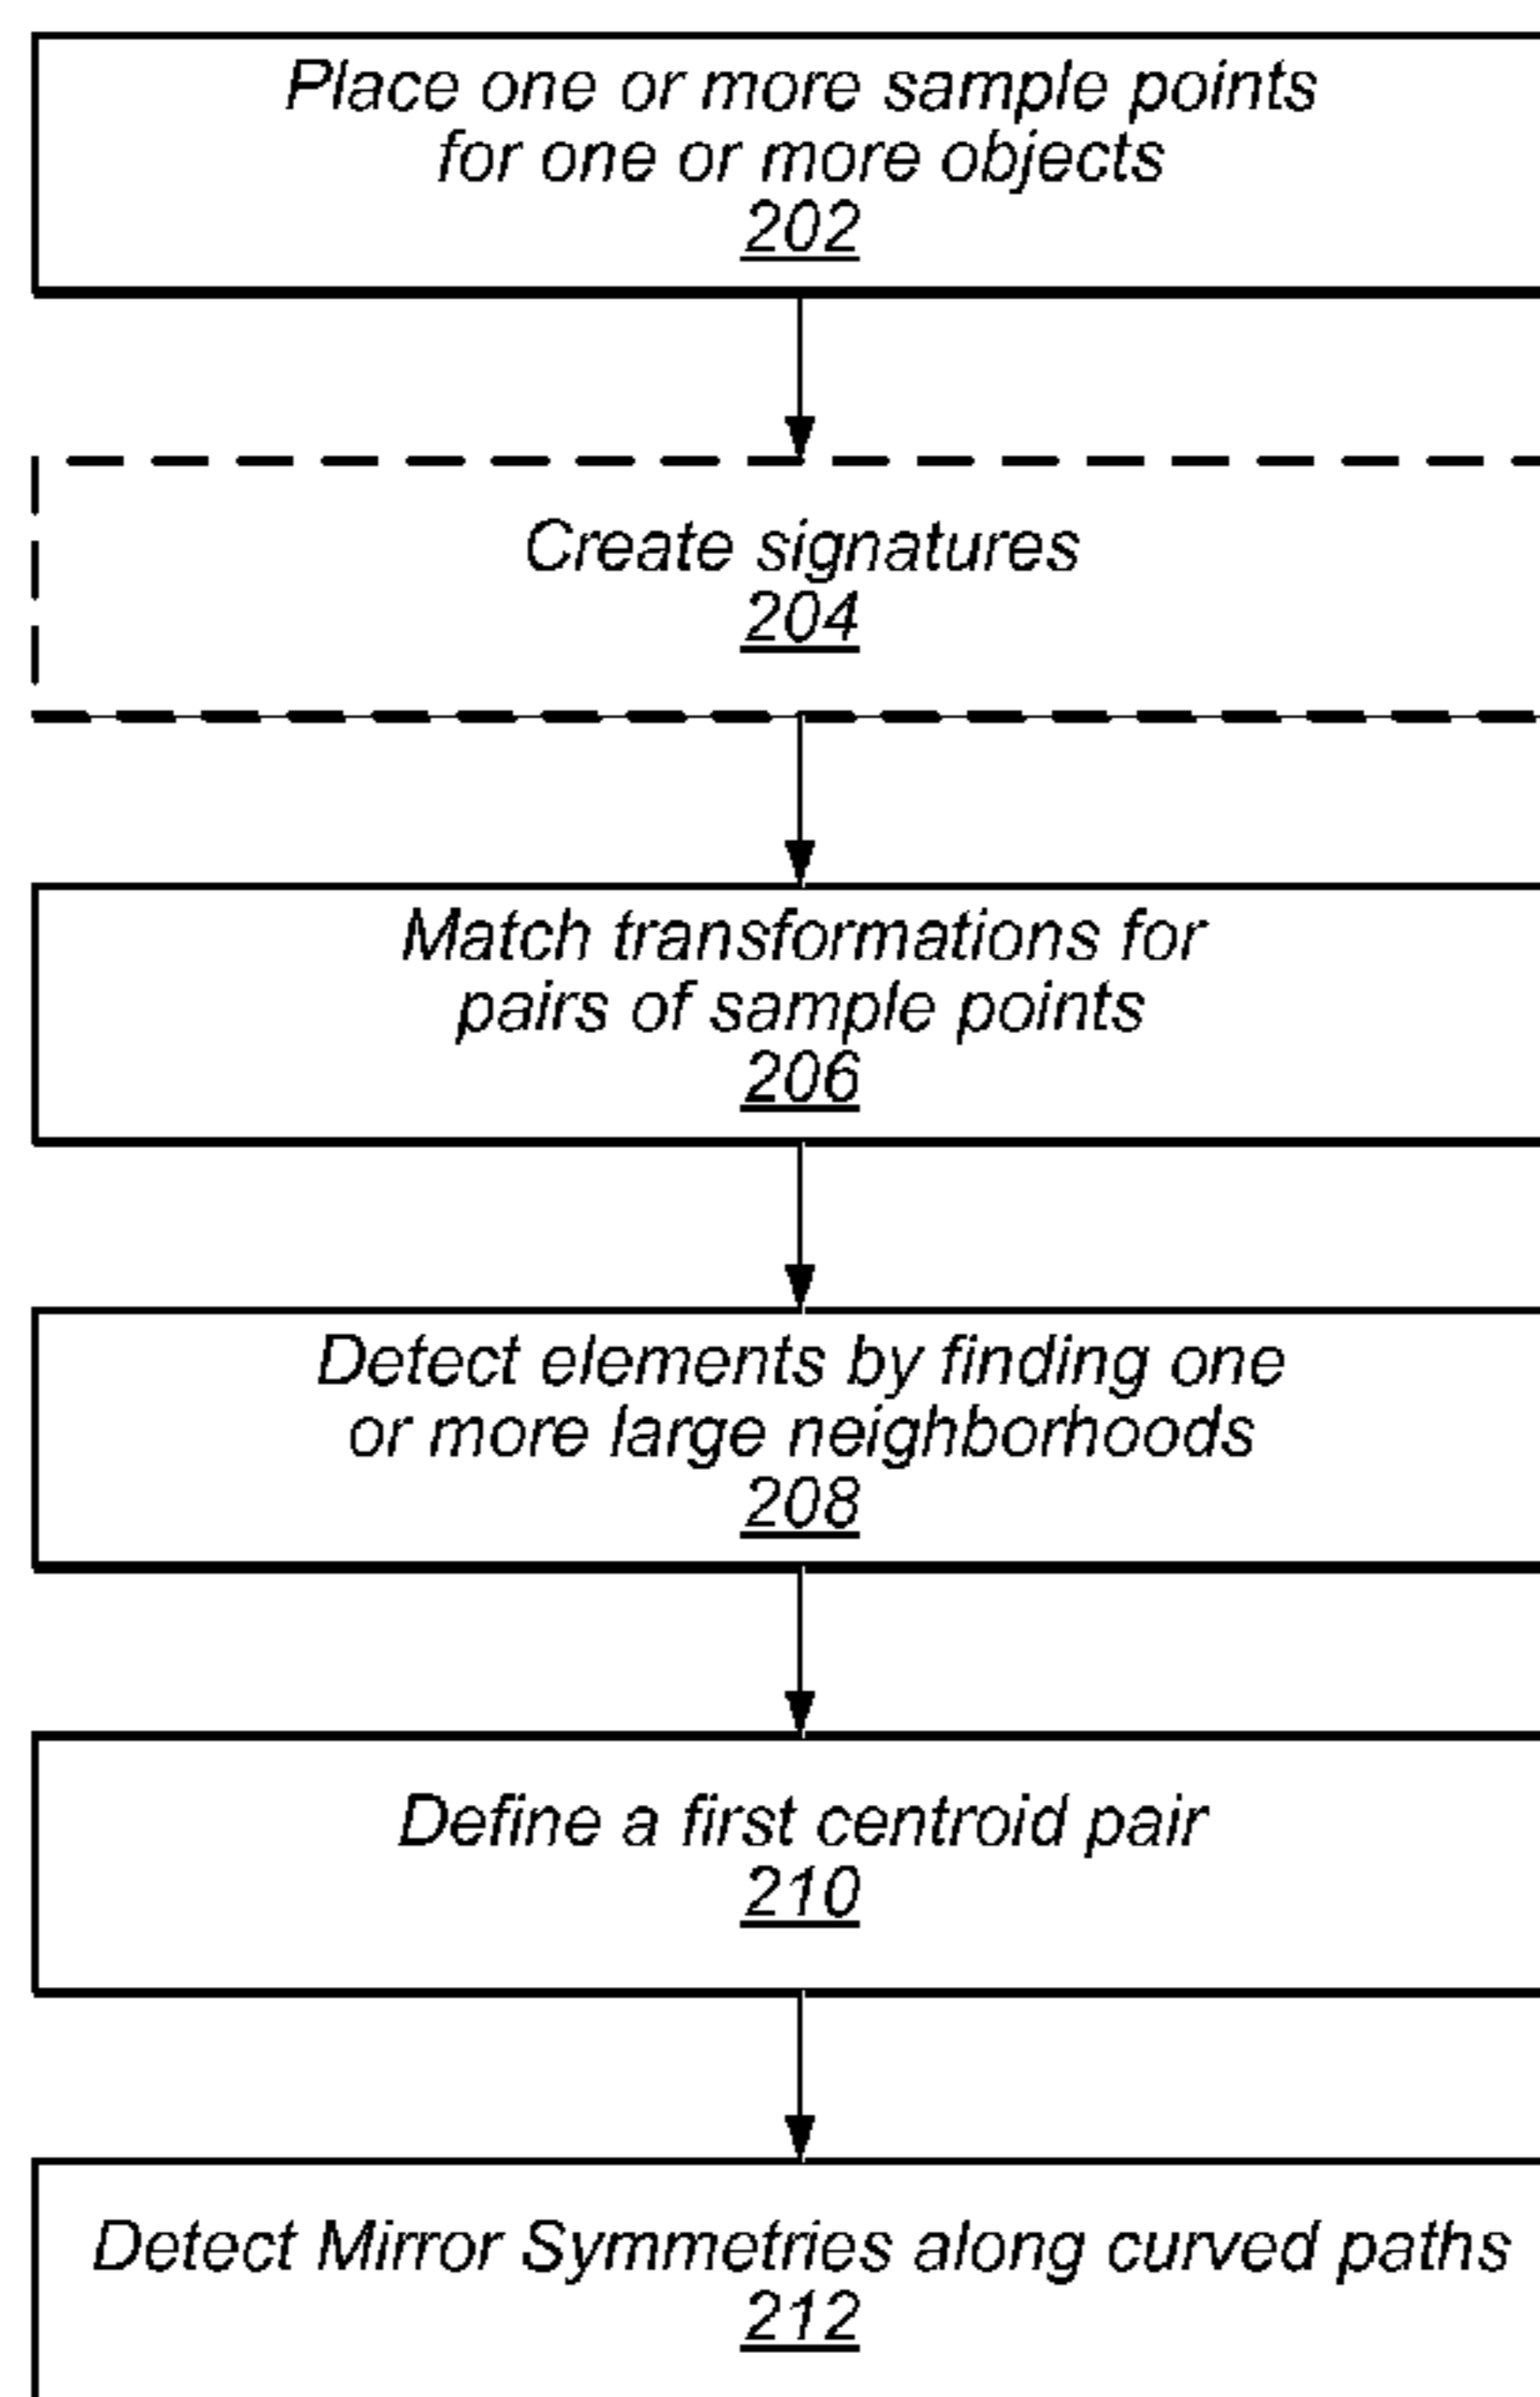 Place one or more sample points
for one or more objects
202
Create signatures
204
Match transformations for
pairs of sample points
206
Detect elements by finding one
or more large neighborhoods
208
Define a first centroid pair
210
Detect Mirror Symmetries along curved paths
212